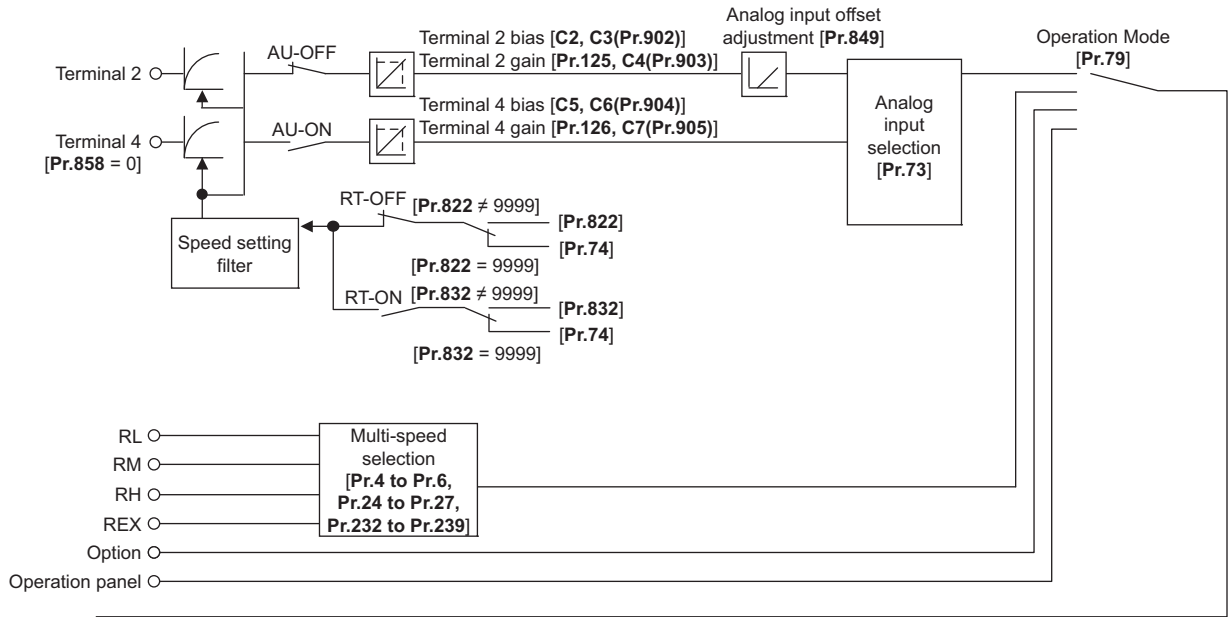 Analog input offset
adjustment [Pr.849]
Operation Mode
[Pr.79]
Terminal 2
AU-OFF
Terminal 2 bias [C2, C3(Pr.902)]
Terminal 2 gain [Pr.125, C4(Pr.903)]
Terminal 4
[Pr.858 = 0]
AU-ON
Terminal 4 bias [C5, C6(Pr.904)]
Terminal 4 gain [Pr.126, C7(Pr.905)]
Analog
input
selection
[Pr.73]
Speed setting
filter
RT-OFF
[Pr.822 ≠ 9999]
[Pr.822]
[Pr.74]
[Pr.822 = 9999]
RT-ON
[Pr.832 ≠ 9999]
[Pr.832]
[Pr.74]
[Pr.832 = 9999]
RL
RM
RH
REX
Multi-speed
selection
[Pr.4 to Pr.6,
Pr.24 to Pr.27,
Pr.232 to Pr.239]
Option
Operation panel